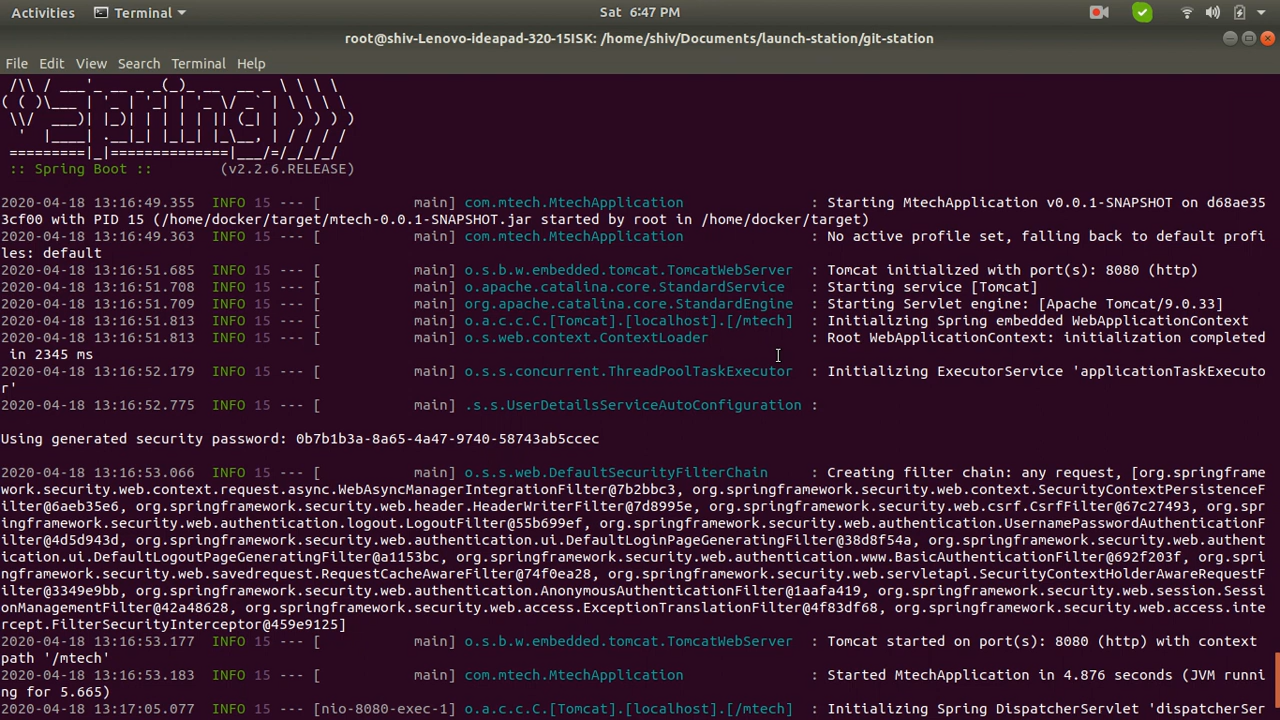 Activities Terminal Sat 6:47 PM
root@shiv-Lenovo-ideapad-320-15ISK: /home/shiv/Documents/launch-station/git-station
File Edit View Search Terminal Help
 /\\ / ___'_ __ _ _(_)_ __  __ _ \ \ \ \
( ( )\___ | '_ | '_| | '_ \/ _` | \ \ \ \
 \\/  ___)| |_)| | | | | || (_| |  ) ) ) )
  '  |____| .__|_| |_|_| |_\__, | / / / /
 =========|_|==============|___/=/_/_/_/
 :: Spring Boot ::        (v2.2.6.RELEASE)
2020-04-18 13:16:49.355  INFO 15 --- [           main] com.mtech.MtechApplication               : Starting MtechApplication v0.0.1-SNAPSHOT on d68ae35
3cf00 with PID 15 (/home/docker/target/mtech-0.0.1-SNAPSHOT.jar started by root in /home/docker/target)
2020-04-18 13:16:49.363  INFO 15 --- [           main] com.mtech.MtechApplication               : No active profile set, falling back to default profi
les: default
2020-04-18 13:16:51.685  INFO 15 --- [           main] o.s.b.w.embedded.tomcat.TomcatWebServer  : Tomcat initialized with port(s): 8080 (http)
2020-04-18 13:16:51.708  INFO 15 --- [           main] o.apache.catalina.core.StandardService   : Starting service [Tomcat]
2020-04-18 13:16:51.709  INFO 15 --- [           main] org.apache.catalina.core.StandardEngine  : Starting Servlet engine: [Apache Tomcat/9.0.33]
2020-04-18 13:16:51.813  INFO 15 --- [           main] o.a.c.c.C.[Tomcat].[localhost].[/mtech]  : Initializing Spring embedded WebApplicationContext
2020-04-18 13:16:51.813  INFO 15 --- [           main] o.s.web.context.ContextLoader            : Root WebApplicationContext: initialization completed
 in 2345 ms
2020-04-18 13:16:52.179  INFO 15 --- [           main] o.s.s.concurrent.ThreadPoolTaskExecutor  : Initializing ExecutorService 'applicationTaskExecuto
r'
2020-04-18 13:16:52.775  INFO 15 --- [           main] .s.s.UserDetailsServiceAutoConfiguration :
Using generated security password: 0b7b1b3a-8a65-4a47-9740-58743ab5ccec
2020-04-18 13:16:53.066  INFO 15 --- [           main] o.s.s.web.DefaultSecurityFilterChain     : Creating filter chain: any request, [org.springframe
work.security.web.context.request.async.WebAsyncManagerIntegrationFilter@7b2bbc3, org.springframework.security.web.context.SecurityContextPersistenceF
ilter@6aeb35e6, org.springframework.security.web.header.HeaderWriterFilter@7d8995e, org.springframework.security.web.csrf.CsrfFilter@67c27493, org.spr
ingframework.security.web.authentication.logout.LogoutFilter@55b699ef, org.springframework.security.web.authentication.UsernamePasswordAuthenticationF
ilter@4d5d943d, org.springframework.security.web.authentication.ui.DefaultLoginPageGeneratingFilter@38d8f54a, org.springframework.security.web.authent
ication.ui.DefaultLogoutPageGeneratingFilter@a1153bc, org.springframework.security.web.authentication.www.BasicAuthenticationFilter@692f203f, org.spri
ngframework.security.web.savedrequest.RequestCacheAwareFilter@74f0ea28, org.springframework.security.web.servletapi.SecurityContextHolderAwareRequestF
ilter@3349e9bb, org.springframework.security.web.authentication.AnonymousAuthenticationFilter@1aafa419, org.springframework.security.web.session.Sessi
onManagementFilter@42a48628, org.springframework.security.web.access.ExceptionTranslationFilter@4f83df68, org.springframework.security.web.access.inte
rcept.FilterSecurityInterceptor@459e9125]
2020-04-18 13:16:53.177  INFO 15 --- [           main] o.s.b.w.embedded.tomcat.TomcatWebServer  : Tomcat started on port(s): 8080 (http) with context
path '/mtech'
2020-04-18 13:16:53.183  INFO 15 --- [           main] com.mtech.MtechApplication               : Started MtechApplication in 4.876 seconds (JVM runni
ng for 5.665)
2020-04-18 13:17:05.077  INFO 15 --- [nio-8080-exec-1] o.a.c.c.C.[Tomcat].[localhost].[/mtech]  : Initializing Spring DispatcherServlet 'dispatcherSer